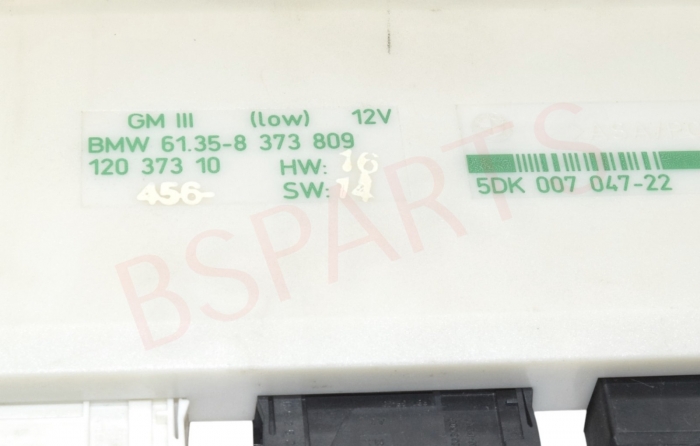 GM III (low) 12V
BMW 61.35-8 373 809
120 373 10 HW: 16
456- SW: 14
5DK 007 047-22
BSPARTS